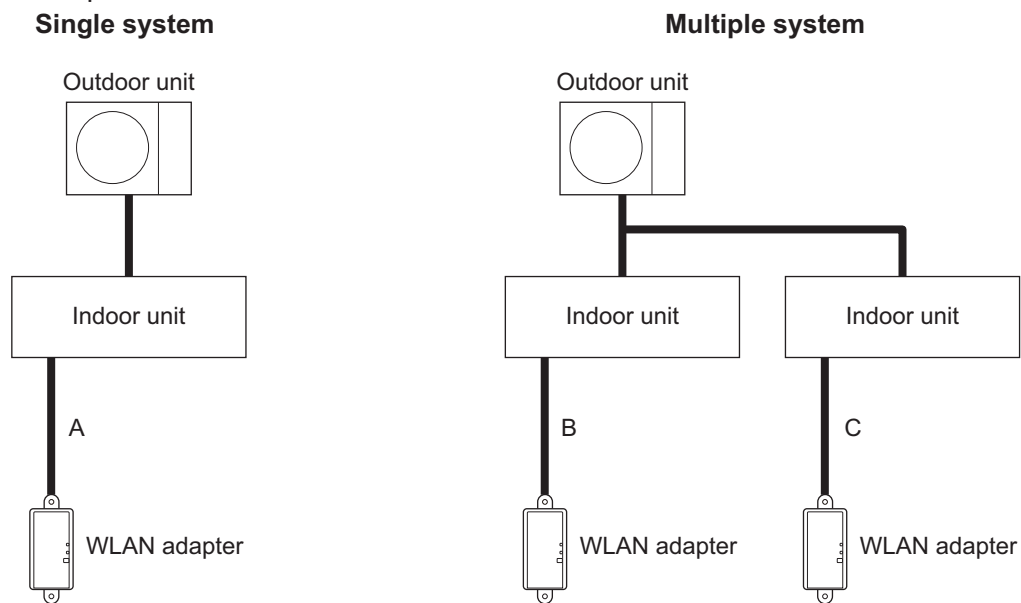 Single system
Outdoor unit
Indoor unit
A
WLAN adapter
Multiple system
Outdoor unit
Indoor unit
Indoor unit
B
C
WLAN adapter
WLAN adapter